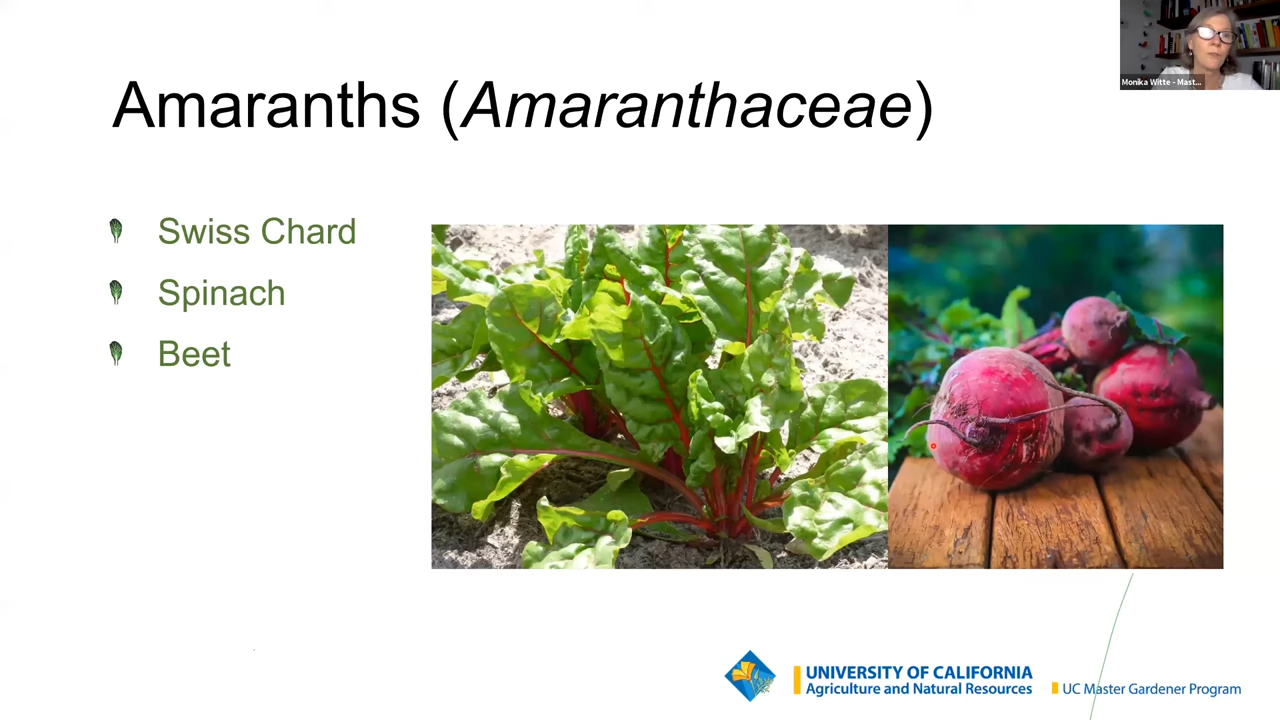 Monika Witte - Mast...
Amaranths (Amaranthaceae)
Swiss Chard
Spinach
Beet
UNIVERSITY OF CALIFORNIA
Agriculture and Natural Resources
UC Master Gardener Program